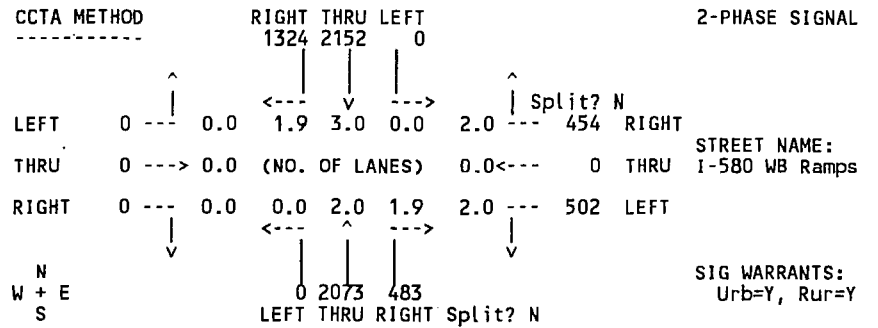 CCTA METHOD RIGHT THRU LEFT 2-PHASE SIGNAL
------------ 1324 2152 0
^ | | | ^
| <--- v ---> | Split? N
LEFT 0 --- 0.0 1.9 3.0 0.0 2.0 --- 454 RIGHT
STREET NAME:
THRU 0 ---> 0.0 (NO. OF LANES) 0.0<--- 0 THRU I-580 WB Ramps
RIGHT 0 --- 0.0 0.0 2.0 1.9 2.0 --- 502 LEFT
| <--- ^ ---> |
v | | | v
N SIG WARRANTS:
W + E 0 2073 483 Urb=Y, Rur=Y
S LEFT THRU RIGHT Split? N